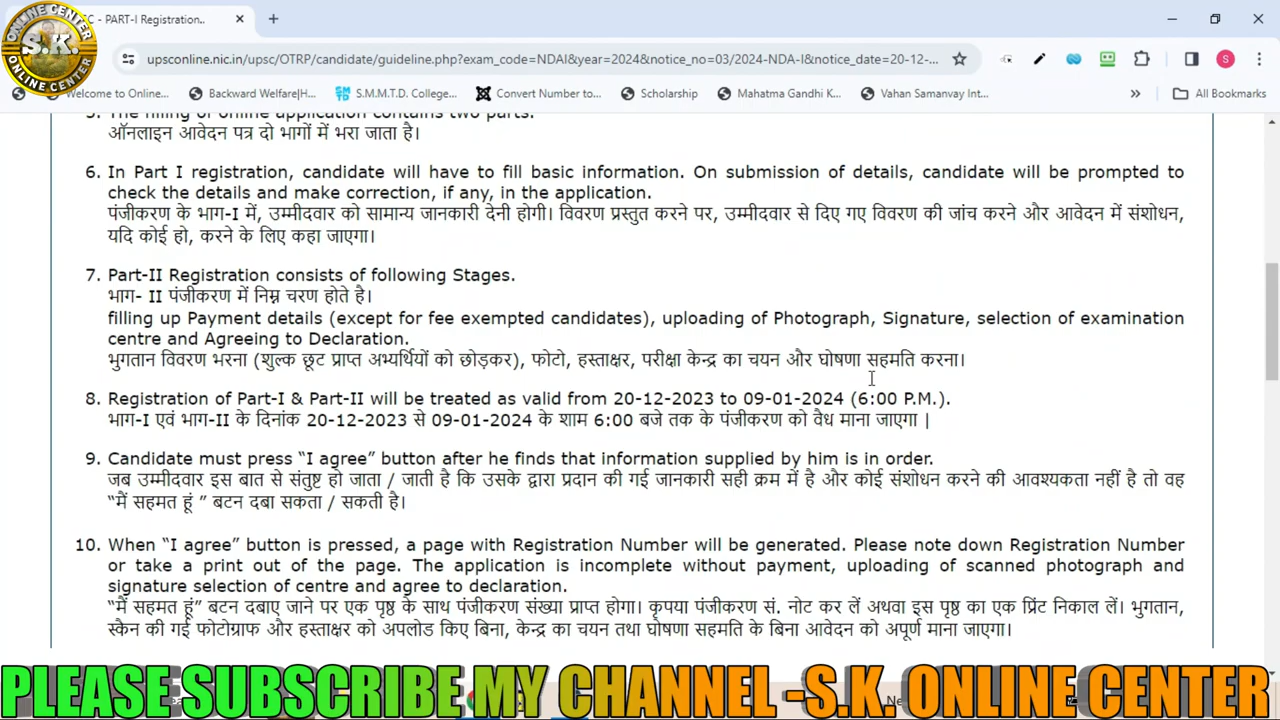 ONLINE CENTER
S.K.
ONLINE CENTER
C - PART-I Registration..
upsconline.nic.in/upsc/OTRP/candidate/guideline.php?exam_code=NDAI&year=2024&notice_no=03/2024-NDA-I&notice_date=20-12-...
S
Welcome to Online...
Backward Welfare|H...
S.M.M.T.D. College...
Convert Number to...
Scholarship
Mahatma Gandhi K...
Vahan Samanvay Int...
All Bookmarks
5. The filling of online application contains two parts.
ऑनलाइन आवेदन पत्र दो भागों में भरा जाता है।
6. In Part I registration, candidate will have to fill basic information. On submission of details, candidate will be prompted to
check the details and make correction, if any, in the application.
पंजीकरण के भाग-I में, उम्मीदवार को सामान्य जानकारी देनी होगी। विवरण प्रस्तुत करने पर, उम्मीदवार से दिए गए विवरण की जांच करने और आवेदन में संशोधन,
यदि कोई हो, करने के लिए कहा जाएगा।
7. Part-II Registration consists of following Stages.
भाग- II पंजीकरण में निम्न चरण होते है।
filling up Payment details (except for fee exempted candidates), uploading of Photograph, Signature, selection of examination
centre and Agreeing to Declaration.
भुगतान विवरण भरना (शुल्क छूट प्राप्त अभ्यर्थियों को छोड़कर), फोटो, हस्ताक्षर, परीक्षा केन्द्र का चयन और घोषणा सहमति करना।
8. Registration of Part-I & Part-II will be treated as valid from 20-12-2023 to 09-01-2024 (6:00 P.M.).
भाग-I एवं भाग-II के दिनांक 20-12-2023 से 09-01-2024 के शाम 6:00 बजे तक के पंजीकरण को वैध माना जाएगा |
9. Candidate must press “I agree” button after he finds that information supplied by him is in order.
जब उम्मीदवार इस बात से संतुष्ट हो जाता / जाती है कि उसके द्वारा प्रदान की गई जानकारी सही क्रम में है और कोई संशोधन करने की आवश्यकता नहीं है तो वह
“मैं सहमत हूं ” बटन दबा सकता / सकती है।
10. When “I agree” button is pressed, a page with Registration Number will be generated. Please note down Registration Number
or take a print out of the page. The application is incomplete without payment, uploading of scanned photograph and
signature selection of centre and agree to declaration.
“मैं सहमत हूं” बटन दबाए जाने पर एक पृष्ठ के साथ पंजीकरण संख्या प्राप्त होगा। कृपया पंजीकरण सं. नोट कर लें अथवा इस पृष्ठ का एक प्रिंट निकाल लें। भुगतान,
स्कैन की गई फोटोग्राफ और हस्ताक्षर को अपलोड किए बिना, केन्द्र का चयन तथा घोषणा सहमति के बिना आवेदन को अपूर्ण माना जाएगा।
PLEASE SUBSCRIBE MY CHANNEL -S.K. ONLINE CENTER